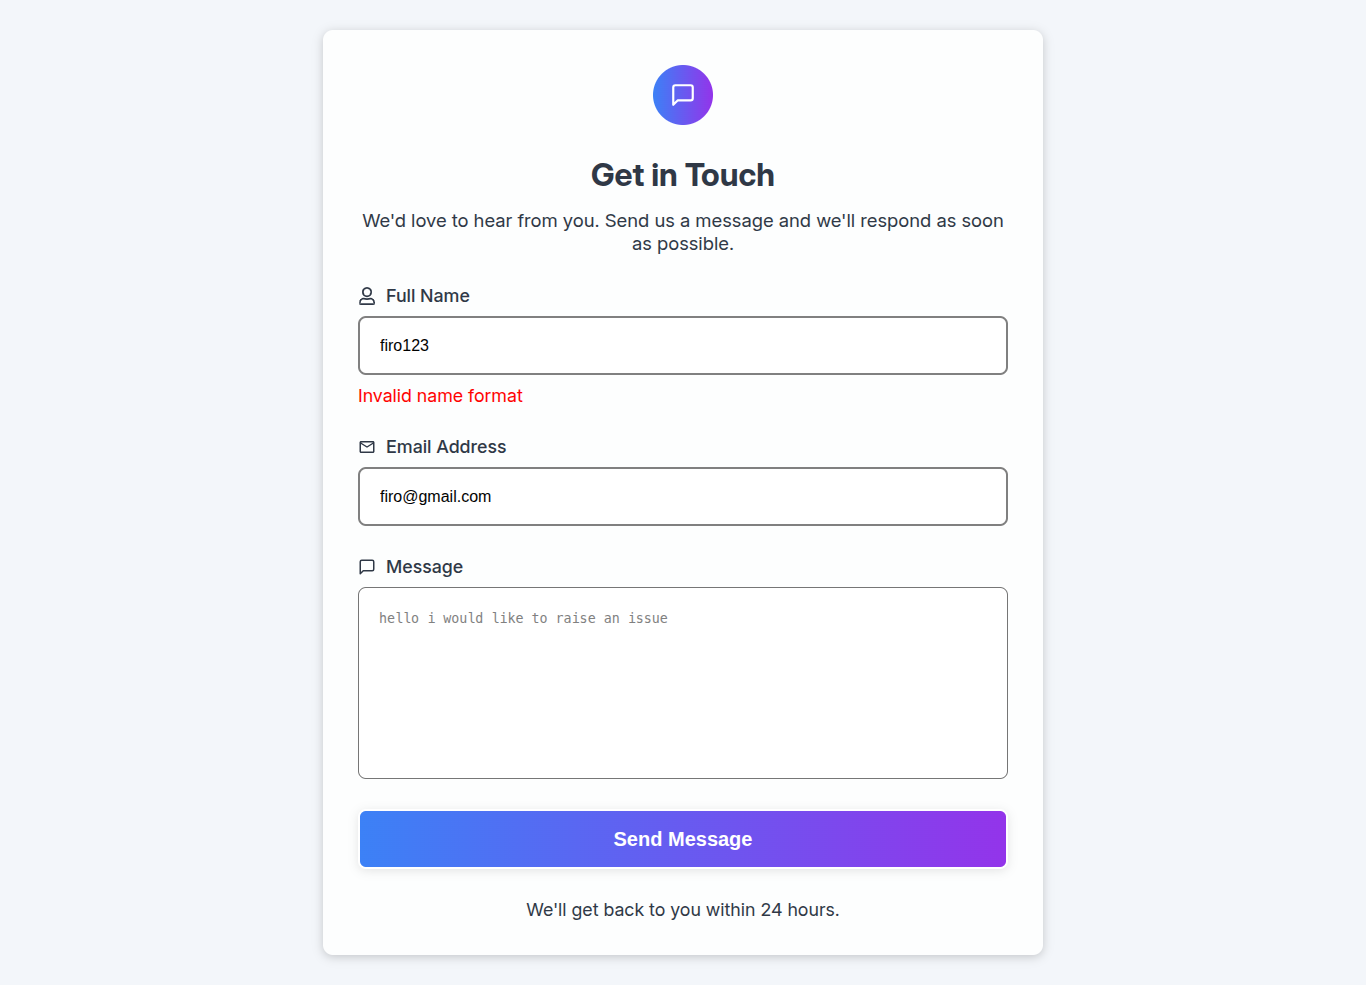 Get in Touch
We'd love to hear from you. Send us a message and we'll respond as soon
as possible.
Full Name
firo123
Invalid name format
Email Address
firo@gmail.com
Message
hello i would like to raise an issue
Send Message
We'll get back to you within 24 hours.